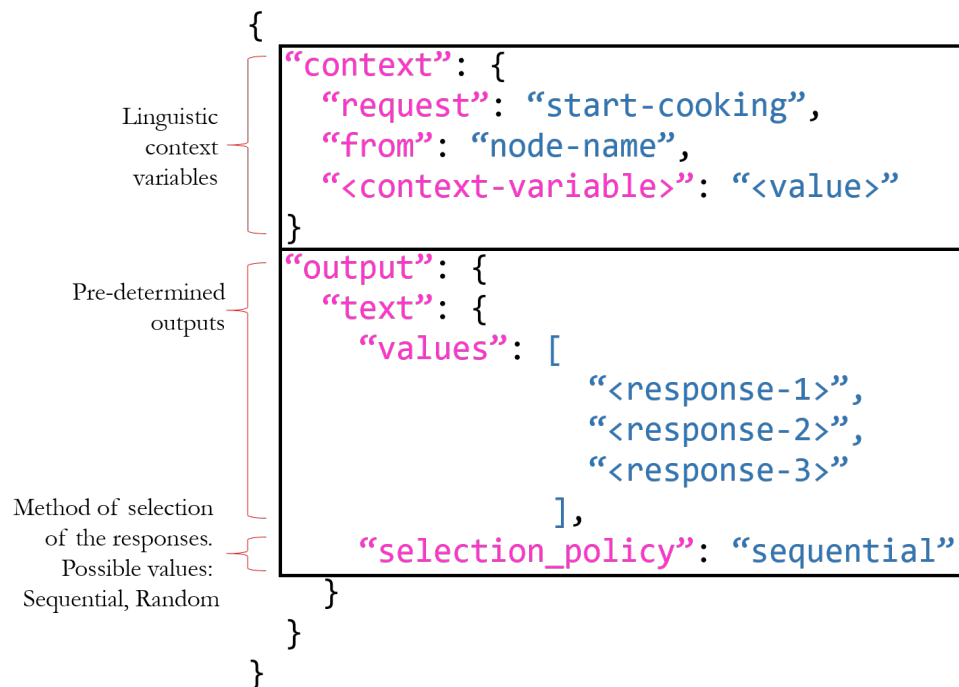 {
“context”: {
“request”: “start-cooking”,
“from”: “node-name”,
“<context-variable>”: “<value>”
}
Linguistic
context
variables
“output”: {
“text”: {
“values”: [
“<response-1>”,
“<response-2>”,
“<response-3>”
],
Pre-determined
outputs
“selection_policy”: “sequential”
Method of selection
of the responses.
Possible values:
Sequential, Random
}
}
}